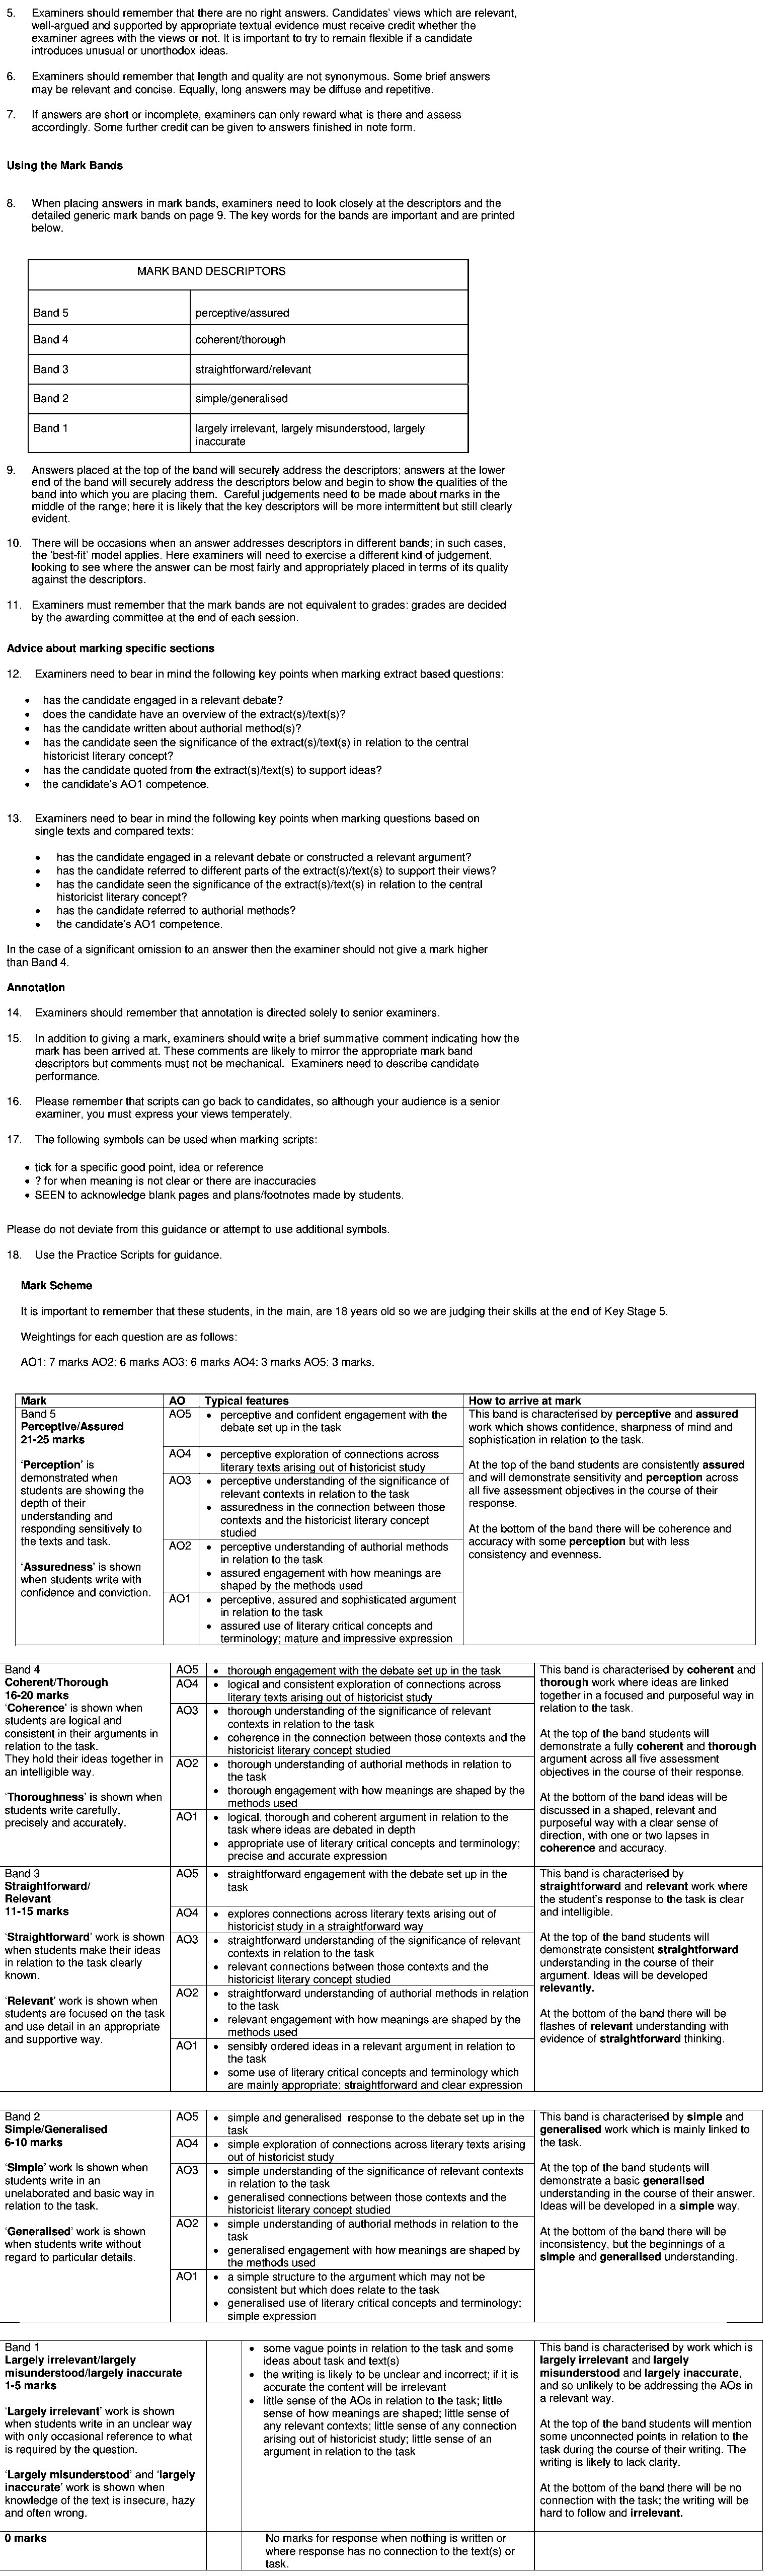 5. Examiners should remember that there are no right answers. Candidates' views which are relevant,
well-argued and supported by appropriate textual evidence must receive credit whether the
examiner agrees with the views or not. It is important to try to remain flexible if a candidate
introduces unusual or unorthodox ideas.
6. Examiners should remember that length and quality are not synonymous. Some brief answers
may be relevant and concise. Equally, long answers may be diffuse and repetitive.
7. If answers are short or incomplete, examiners can only reward what is there and assess
accordingly. Some further credit can be given to answers finished in note form.
Using the Mark Bands
8. When placing answers in mark bands, examiners need to look closely at the descriptors and the
detailed generic mark bands on page 9. The key words for the bands are important and are printed
below.
MARK BAND DESCRIPTORS
Band 5 perceptive/assured
Band 4 coherent/thorough
Band 3 straightforward/relevant
Band 2 simple/generalised
Band 1 largely irrelevant, largely misunderstood, largely
inaccurate
9. Answers placed at the top of the band will securely address the descriptors; answers at the lower
end of the band will securely address the descriptors below and begin to show the qualities of the
band into which you are placing them. Careful judgements need to be made about marks in the
middle of the range; here it is likely that the key descriptors will be more intermittent but still clearly
evident.
10. There will be occasions when an answer addresses descriptors in different bands; in such cases,
the 'best-fit' model applies. Here examiners will need to exercise a different kind of judgement,
looking to see where the answer can be most fairly and appropriately placed in terms of its quality
against the descriptors.
11. Examiners must remember that the mark bands are not equivalent to grades: grades are decided
by the awarding committee at the end of each session.
Advice about marking specific sections
12. Examiners need to bear in mind the following key points when marking extract based questions:
• has the candidate engaged in a relevant debate?
• does the candidate have an overview of the extract(s)/text(s)?
• has the candidate written about authorial method(s)?
• has the candidate seen the significance of the extract(s)/text(s) in relation to the central
historicist literary concept?
• has the candidate quoted from the extract(s)/text(s) to support ideas?
• the candidate's AO1 competence.
13. Examiners need to bear in mind the following key points when marking questions based on
single texts and compared texts:
• has the candidate engaged in a relevant debate or constructed a relevant argument?
• has the candidate referred to different parts of the extract(s)/text(s) to support their views?
• has the candidate seen the significance of the extract(s)/text(s) in relation to the central
historicist literary concept?
• has the candidate referred to authorial methods?
• the candidate's AO1 competence.
In the case of a significant omission to an answer then the examiner should not give a mark higher
than Band 4.
Annotation
14. Examiners should remember that annotation is directed solely to senior examiners.
15. In addition to giving a mark, examiners should write a brief summative comment indicating how the
mark has been arrived at. These comments are likely to mirror the appropriate mark band
descriptors but comments must not be mechanical. Examiners need to describe candidate
performance.
16. Please remember that scripts can go back to candidates, so although your audience is a senior
examiner, you must express your views temperately.
17. The following symbols can be used when marking scripts:
• tick for a specific good point, idea or reference
• ? for when meaning is not clear or there are inaccuracies
• SEEN to acknowledge blank pages and plans/footnotes made by students.
Please do not deviate from this guidance or attempt to use additional symbols.
18. Use the Practice Scripts for guidance.
Mark Scheme
It is important to remember that these students, in the main, are 18 years old so we are judging their skills at the end of Key Stage 5.
Weightings for each question are as follows:
AO1: 7 marks AO2: 6 marks AO3: 6 marks AO4: 3 marks AO5: 3 marks.
Mark AO Typical features How to arrive at mark
Band 5
Perceptive/Assured
21-25 marks
'Perception' is
demonstrated when
students are showing the
depth of their
understanding and
responding sensitively to
the texts and task.
'Assuredness' is shown
when students write with
confidence and conviction.
AO5
• perceptive and confident engagement with the
debate set up in the task
AO4
• perceptive exploration of connections across
literary texts arising out of historicist study
AO3
• perceptive understanding of the significance of
relevant contexts in relation to the task
• assuredness in the connection between those
contexts and the historicist literary concept
studied
AO2
• perceptive understanding of authorial methods
in relation to the task
• assured engagement with how meanings are
shaped by the methods used
AO1
• perceptive, assured and sophisticated argument
in relation to the task
• assured use of literary critical concepts and
terminology; mature and impressive expression
This band is characterised by perceptive and assured
work which shows confidence, sharpness of mind and
sophistication in relation to the task.
At the top of the band students are consistently assured
and will demonstrate sensitivity and perception across
all five assessment objectives in the course of their
response.
At the bottom of the band there will be coherence and
accuracy with some perception but with less
consistency and evenness.
Band 4
Coherent/Thorough
16-20 marks
'Coherence' is shown when
students are logical and
consistent in their arguments in
relation to the task.
They hold their ideas together in
an intelligible way.
'Thoroughness' is shown when
students write carefully,
precisely and accurately.
AO5
• thorough engagement with the debate set up in the task
AO4
• logical and consistent exploration of connections across
literary texts arising out of historicist study
AO3
• thorough understanding of the significance of relevant
contexts in relation to the task
• coherence in the connection between those contexts and the
historicist literary concept studied
AO2
• thorough understanding of authorial methods in relation to
the task
• thorough engagement with how meanings are shaped by the
methods used
AO1
• logical, thorough and coherent argument in relation to the
task where ideas are debated in depth
• appropriate use of literary critical concepts and terminology;
precise and accurate expression
This band is characterised by coherent and
thorough work where ideas are linked
together in a focused and purposeful way in
relation to the task.
At the top of the band students will
demonstrate a fully coherent and thorough
argument across all five assessment
objectives in the course of their response.
At the bottom of the band ideas will be
discussed in a shaped, relevant and
purposeful way with a clear sense of
direction, with one or two lapses in
coherence and accuracy.
Band 3
Straightforward/
Relevant
11-15 marks
'Straightforward' work is shown
when students make their ideas
in relation to the task clearly
known.
'Relevant' work is shown when
students are focused on the task
and use detail in an appropriate
and supportive way.
AO5
• straightforward engagement with the debate set up in the
task
AO4
• explores connections across literary texts arising out of
historicist study in a straightforward way
AO3
• straightforward understanding of the significance of relevant
contexts in relation to the task
• relevant connections between those contexts and the
historicist literary concept studied
AO2
• straightforward understanding of authorial methods in relation
to the task
• relevant engagement with how meanings are shaped by the
methods used
AO1
• sensibly ordered ideas in a relevant argument in relation to
the task
• some use of literary critical concepts and terminology which
are mainly appropriate; straightforward and clear expression
This band is characterised by
straightforward and relevant work where
the student's response to the task is clear
and intelligible.
At the top of the band students will
demonstrate consistent straightforward
understanding in the course of their
argument. Ideas will be developed
relevantly.
At the bottom of the band there will be
flashes of relevant understanding with
evidence of straightforward thinking.
Band 2
Simple/Generalised
6-10 marks
'Simple' work is shown when
students write in an
unelaborated and basic way in
relation to the task.
'Generalised' work is shown
when students write without
regard to particular details.
AO5
• simple and generalised response to the debate set up in the
task
AO4
• simple exploration of connections across literary texts arising
out of historicist study
AO3
• simple understanding of the significance of relevant contexts
in relation to the task
• generalised connections between those contexts and the
historicist literary concept studied
AO2
• simple understanding of authorial methods in relation to the
task
• generalised engagement with how meanings are shaped by
the methods used
AO1
• a simple structure to the argument which may not be
consistent but which does relate to the task
• generalised use of literary critical concepts and terminology;
simple expression
This band is characterised by simple and
generalised work which is mainly linked to
the task.
At the top of the band students will
demonstrate a basic generalised
understanding in the course of their answer.
Ideas will be developed in a simple way.
At the bottom of the band there will be
inconsistency, but the beginnings of a
simple and generalised understanding.
Band 1
Largely irrelevant/largely
misunderstood/largely inaccurate
1-5 marks
'Largely irrelevant' work is shown
when students write in an unclear way
with only occasional reference to what
is required by the question.
'Largely misunderstood' and 'largely
inaccurate' work is shown when
knowledge of the text is insecure, hazy
and often wrong.
• some vague points in relation to the task and some
ideas about task and text(s)
• the writing is likely to be unclear and incorrect; if it is
accurate the content will be irrelevant
• little sense of the AOs in relation to the task; little
sense of how meanings are shaped; little sense of
any relevant contexts; little sense of any connection
arising out of historicist study; little sense of an
argument in relation to the task
This band is characterised by work which is
largely irrelevant and largely
misunderstood and largely inaccurate,
and so unlikely to be addressing the AOs in
a relevant way.
At the top of the band students will mention
some unconnected points in relation to the
task during the course of their writing. The
writing is likely to lack clarity.
At the bottom of the band there will be no
connection with the task; the writing will be
hard to follow and irrelevant.
0 marks
No marks for response when nothing is written or
where response has no connection to the text(s) or
task.